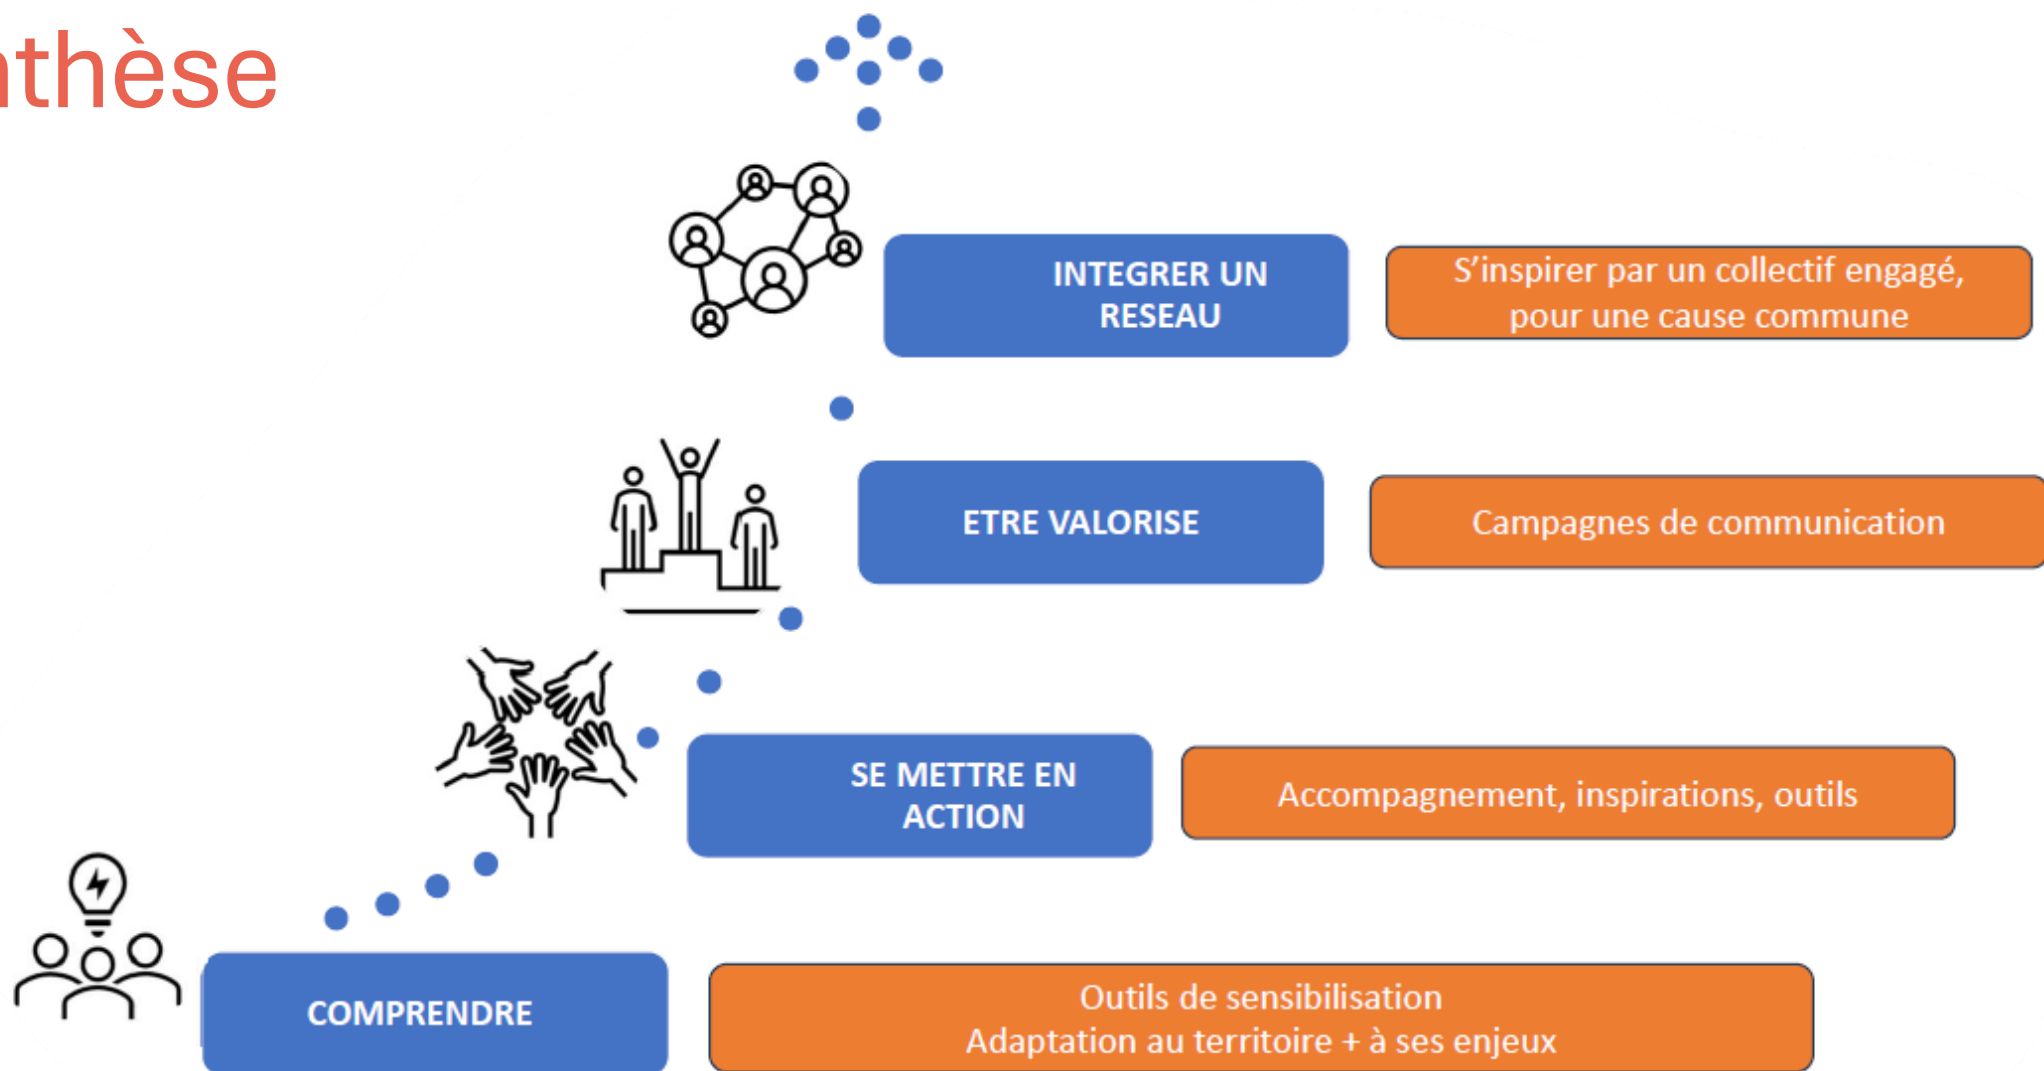 nthèse
INTEGRER UN
RESEAU
S’inspirer par un collectif engagé,
pour une cause commune
ETRE VALORISE
Campagnes de communication
SE METTRE EN
ACTION
Accompagnement, inspirations, outils
COMPRENDRE
Outils de sensibilisation
Adaptation au territoire + à ses enjeux